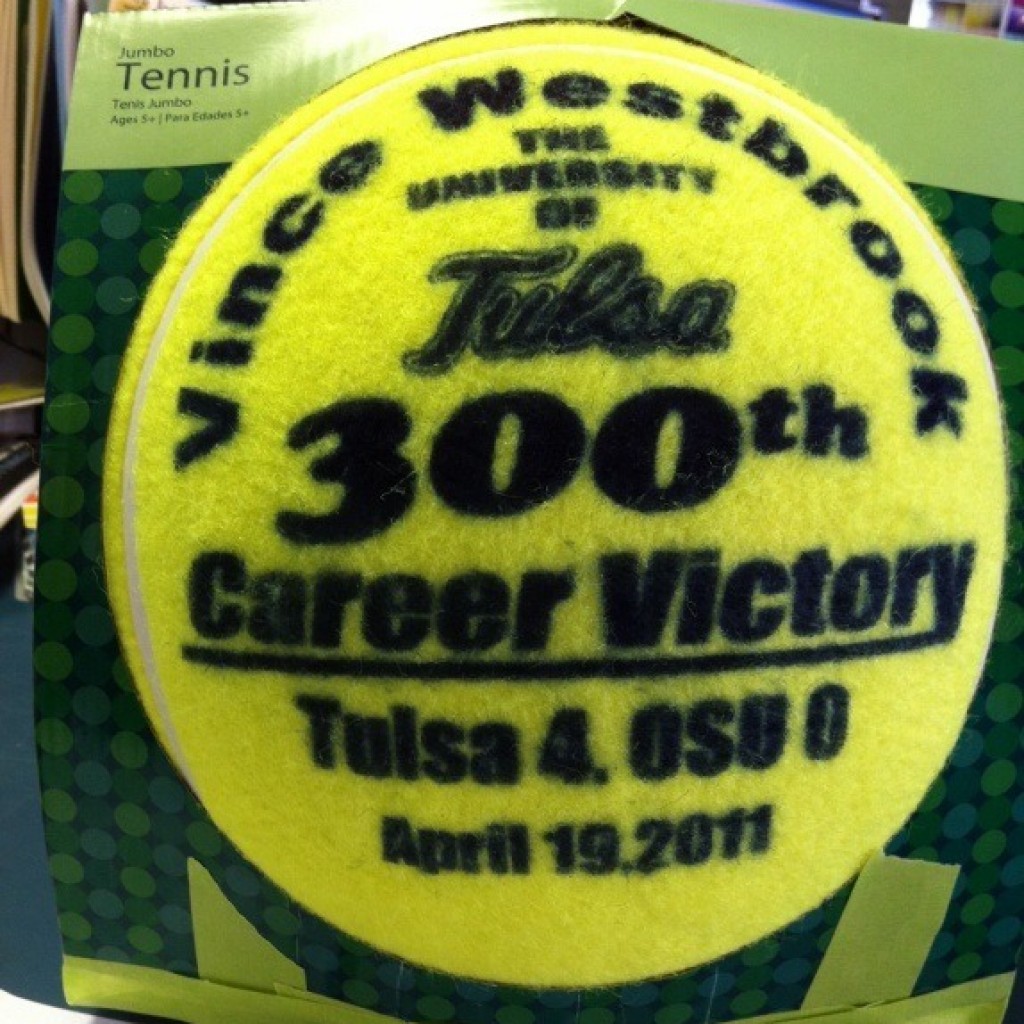 Jumbo
Tennis
Tenis Jumbo
Ages 5+ | Para Edades 5+
Vince Westbrook
THE
UNIVERSITY
OF
Tulsa
300th
Career Victory
Tulsa 4. OSU 0
April 19.2011